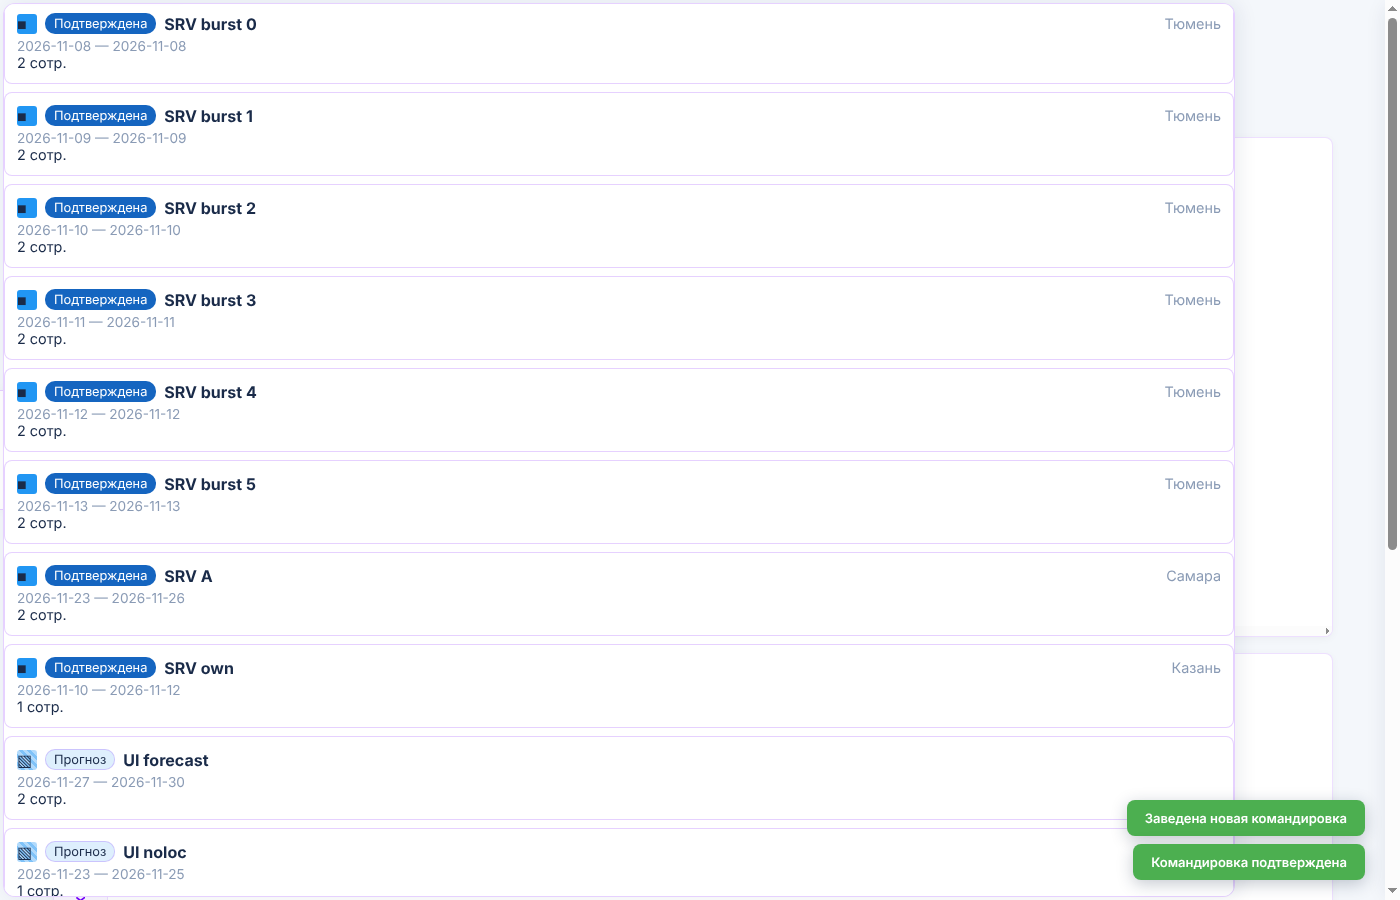 Подтверждена SRV burst 0 Тюмень
2026-11-08 — 2026-11-08
2 сотр.
Подтверждена SRV burst 1 Тюмень
2026-11-09 — 2026-11-09
2 сотр.
Подтверждена SRV burst 2 Тюмень
2026-11-10 — 2026-11-10
2 сотр.
Подтверждена SRV burst 3 Тюмень
2026-11-11 — 2026-11-11
2 сотр.
Подтверждена SRV burst 4 Тюмень
2026-11-12 — 2026-11-12
2 сотр.
Подтверждена SRV burst 5 Тюмень
2026-11-13 — 2026-11-13
2 сотр.
Подтверждена SRV A Самара
2026-11-23 — 2026-11-26
2 сотр.
Подтверждена SRV own Казань
2026-11-10 — 2026-11-12
1 сотр.
Прогноз UI forecast
2026-11-27 — 2026-11-30
2 сотр.
Заведена новая командировка
Прогноз UI noloc
2026-11-23 — 2026-11-25
1 сотр.
Командировка подтверждена